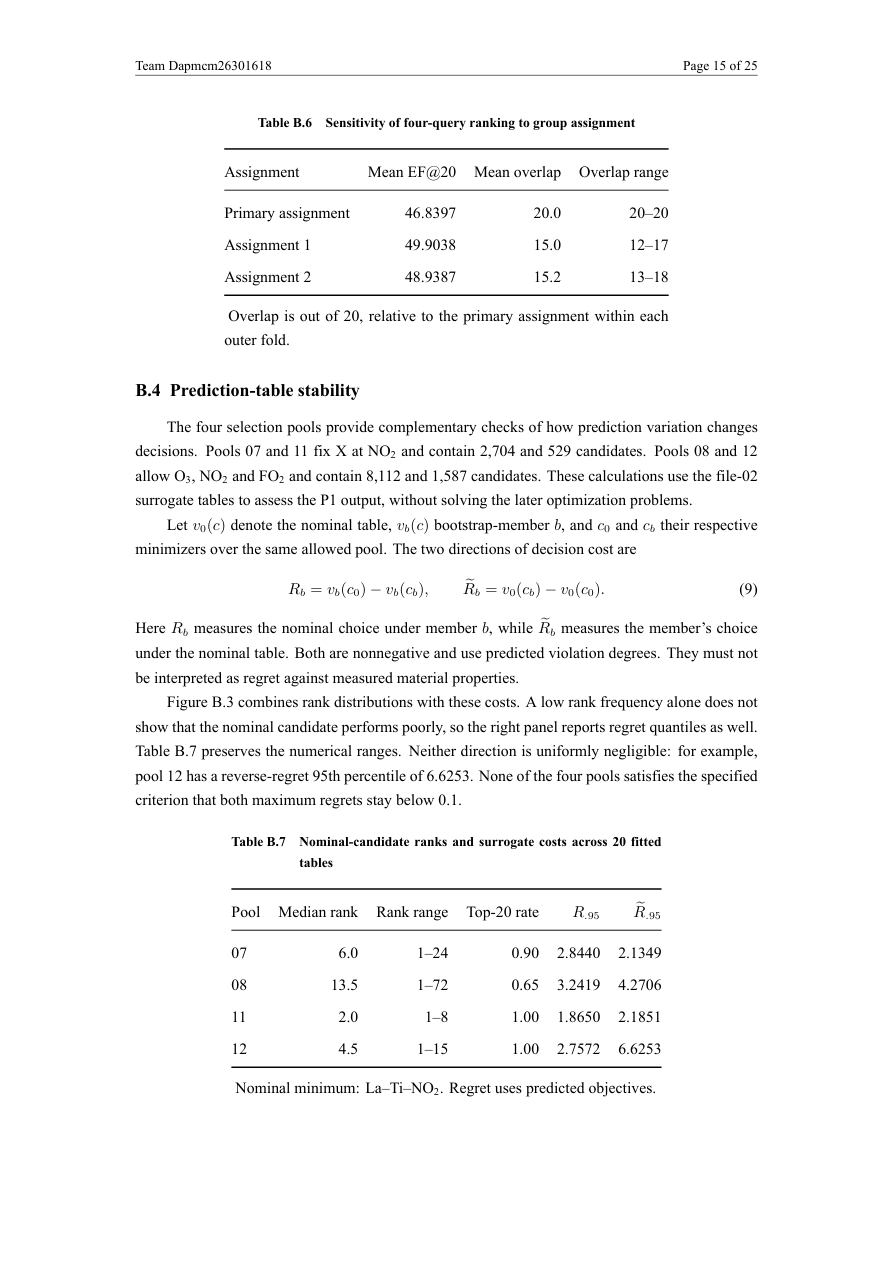 Team Dapmcm26301618 Page 15 of 25
Table B.6 Sensitivity of four-query ranking to group assignment
Assignment Mean EF@20 Mean overlap Overlap range
Primary assignment 46.8397 20.0 20–20
Assignment 1 49.9038 15.0 12–17
Assignment 2 48.9387 15.2 13–18
Overlap is out of 20, relative to the primary assignment within each
outer fold.
B.4 Prediction-table stability
The four selection pools provide complementary checks of how prediction variation changes
decisions. Pools 07 and 11 fix X at NO₂ and contain 2,704 and 529 candidates. Pools 08 and 12
allow O₃, NO₂ and FO₂ and contain 8,112 and 1,587 candidates. These calculations use the file-02
surrogate tables to assess the P1 output, without solving the later optimization problems.
Let v₀(c) denote the nominal table, v_b(c) bootstrap-member b, and c₀ and c_b their respective
minimizers over the same allowed pool. The two directions of decision cost are
R_b = v_b(c₀) − v_b(c_b), R̃_b = v₀(c_b) − v₀(c₀). (9)
Here R_b measures the nominal choice under member b, while R̃_b measures the member’s choice
under the nominal table. Both are nonnegative and use predicted violation degrees. They must not
be interpreted as regret against measured material properties.
Figure B.3 combines rank distributions with these costs. A low rank frequency alone does not
show that the nominal candidate performs poorly, so the right panel reports regret quantiles as well.
Table B.7 preserves the numerical ranges. Neither direction is uniformly negligible: for example,
pool 12 has a reverse-regret 95th percentile of 6.6253. None of the four pools satisfies the specified
criterion that both maximum regrets stay below 0.1.
Table B.7 Nominal-candidate ranks and surrogate costs across 20 fitted
tables
Pool Median rank Rank range Top-20 rate R.₉₅ R̃.₉₅
07 6.0 1–24 0.90 2.8440 2.1349
08 13.5 1–72 0.65 3.2419 4.2706
11 2.0 1–8 1.00 1.8650 2.1851
12 4.5 1–15 1.00 2.7572 6.6253
Nominal minimum: La–Ti–NO₂. Regret uses predicted objectives.